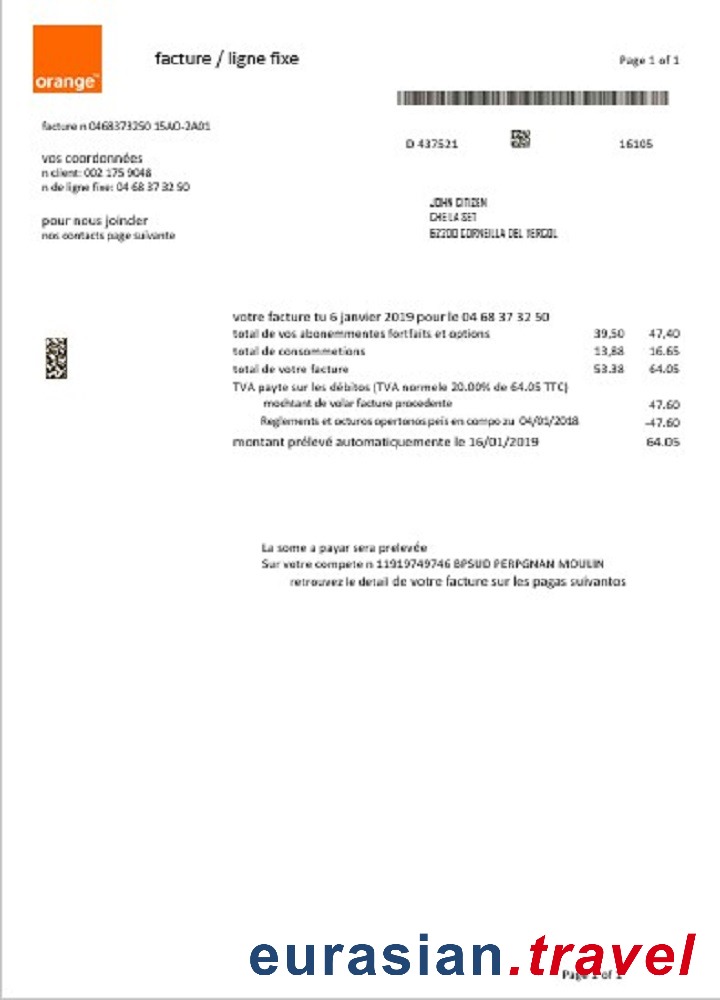 orange™
facture / ligne fixe
Page 1 of 1
facture n 0468373250 15AO-2A01
D 437521
16105
vos coordonnées
n client: 002 175 9048
n de ligne fixe: 04 68 37 32 50
JOHN CITIZEN
CHE LA SET
62200 CORNEILLA DEL
pour nous joinder
nos contacts page suivante
votre facture tu 6 janvier 2019 pour le 04 68 37 32 50
total de vos abonemmentes fortfaits et options 39,50 47,40
total de consommetions 13,88 16.65
total de votre facture 53.38 64.05
TVA payte sur les débitos (TVA normele 20.00% de 64.05 TTC)
mochtant de volar facture procedente 47.60
Reglements et octuros opertonos peis en compo zu 04/01/2018 -47.60
montant prélevé automatiquemente le 16/01/2019 64.05
La some a payar sera prelevée
Sur votre compete n 11919749746 BPSUD PERPGNAN MOULIN
retrouvez le detail de votre facture sur les pagas suivantos
eurasian.travel
Page 1 of 1